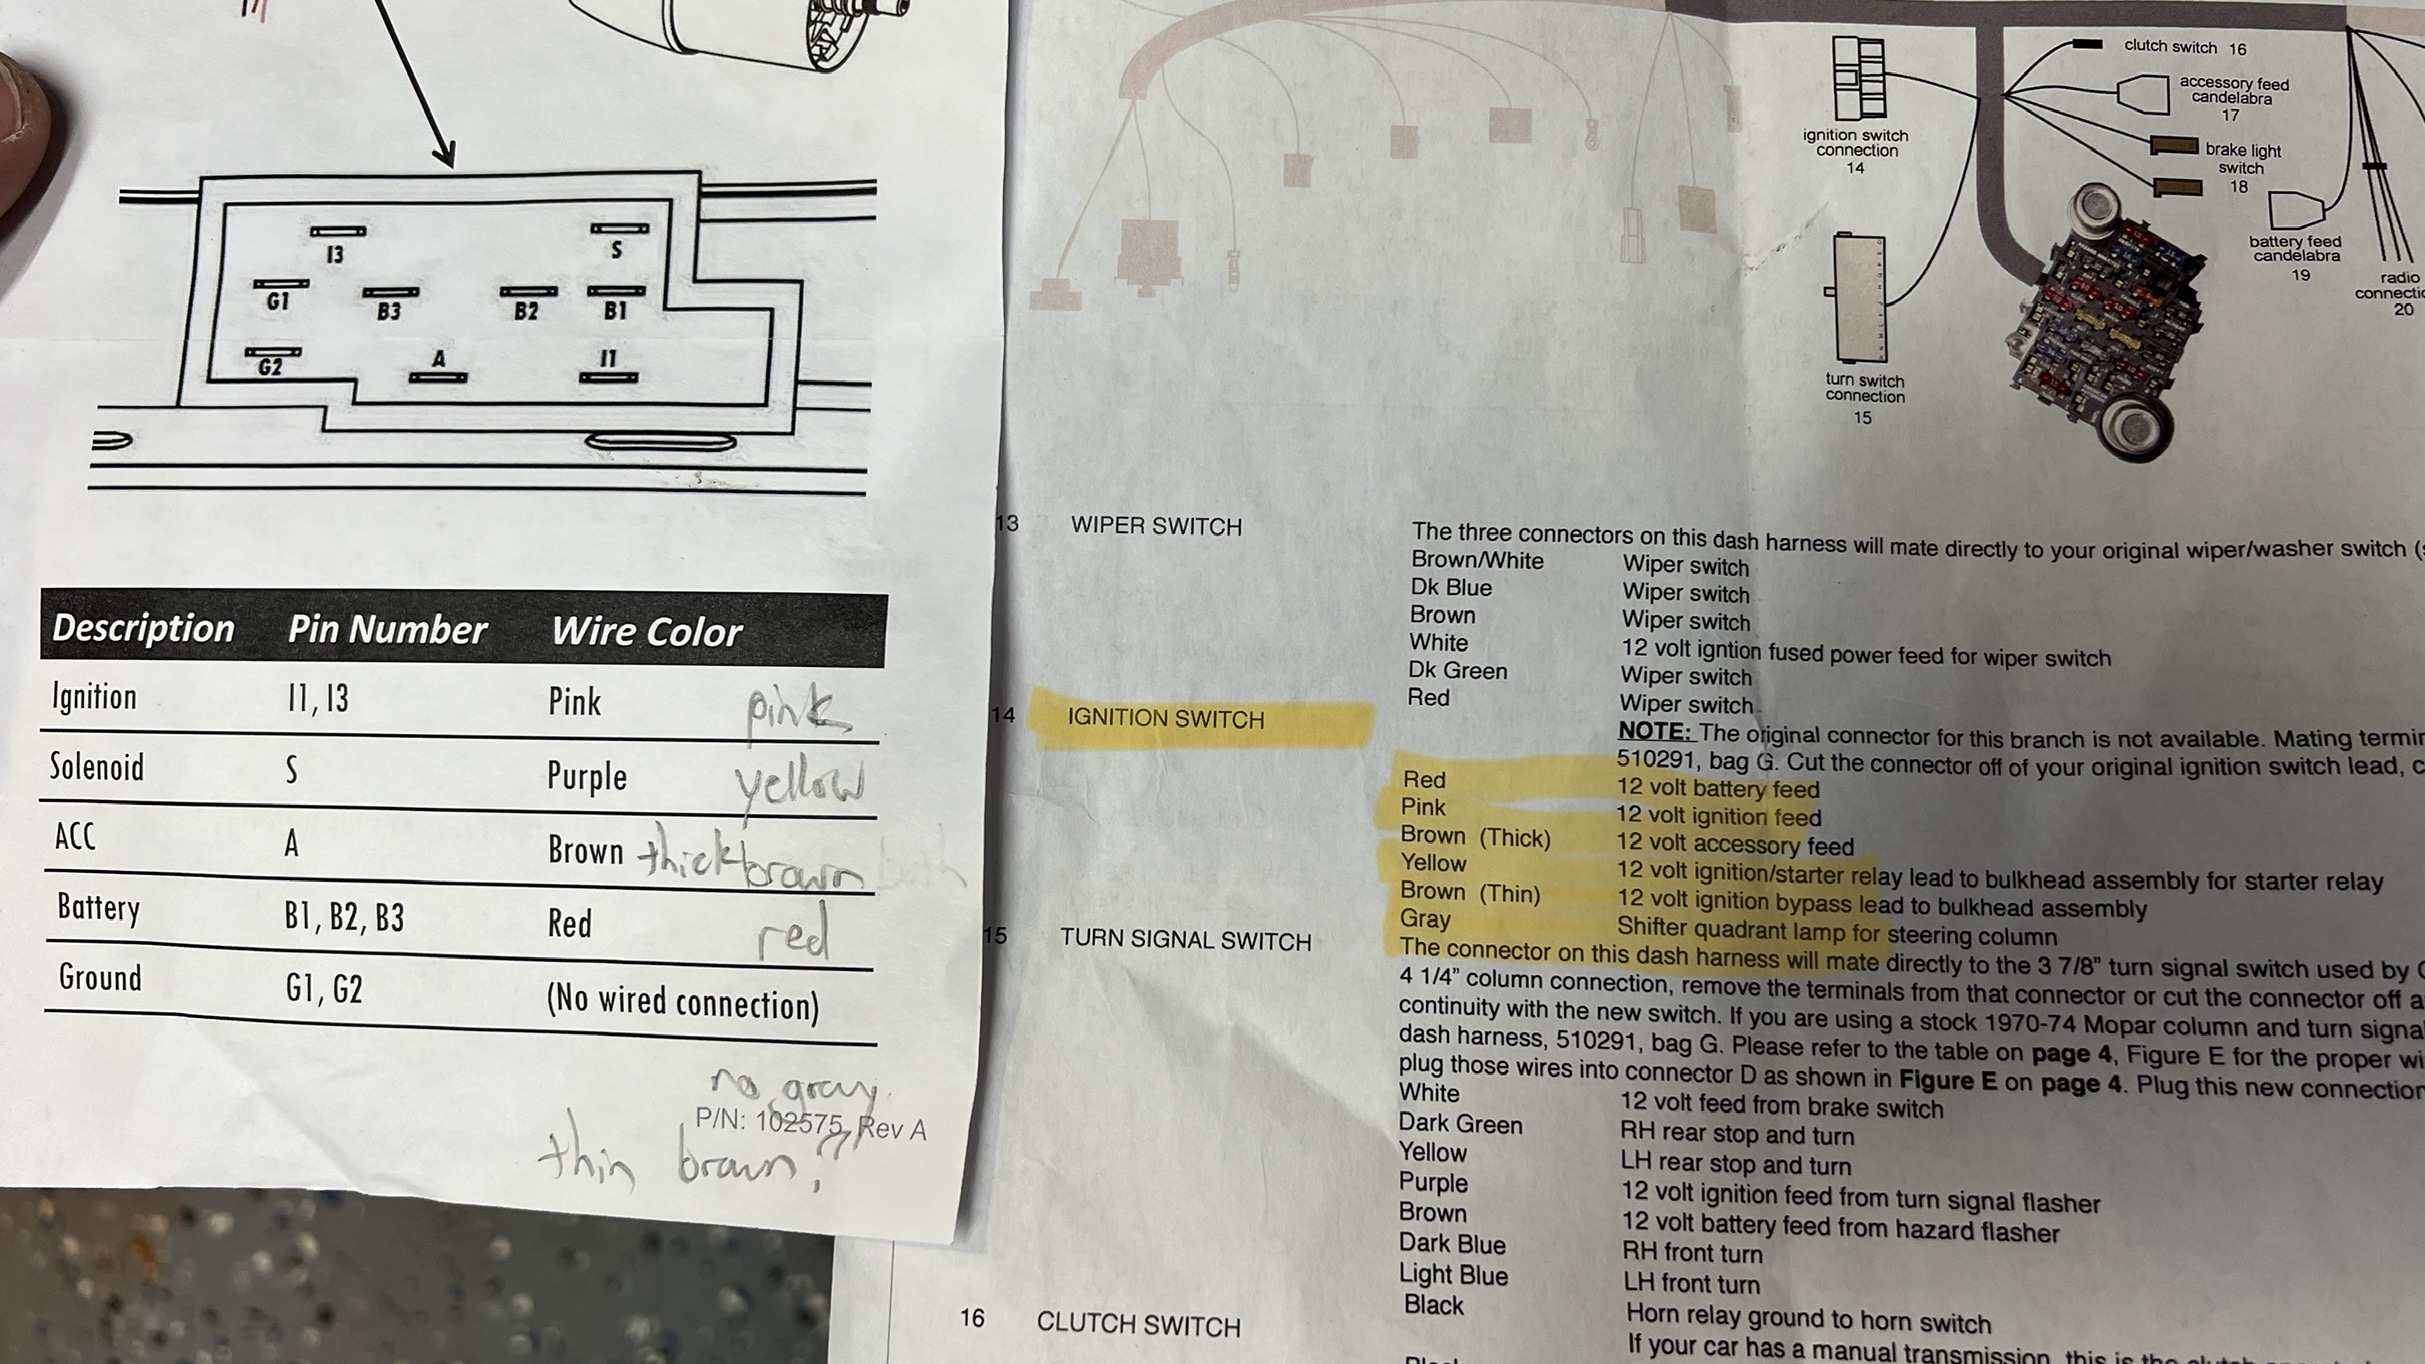 I3
S
G1
B3
B2
B1
G2
A
I1
Description Pin Number Wire Color
Ignition I1, I3 Pink pink
Solenoid S Purple yellow
ACC A Brown thick brown
Battery B1, B2, B3 Red red
Ground G1, G2 (No wired connection)
no gray
P/N: 102575, Rev A
thin brown?
clutch switch 16
accessory feed
candelabra
17
ignition switch
connection
14
brake light
switch
18
battery feed
candelabra
19
radio
20
turn switch
connection
15
13 WIPER SWITCH The three connectors on this dash harness will mate directly to your original wiper/washer switch
Brown/White Wiper switch
Dk Blue Wiper switch
Brown Wiper switch
White 12 volt igntion fused power feed for wiper switch
Dk Green Wiper switch
Red Wiper switch
14 IGNITION SWITCH NOTE: The original connector for this branch is not available. Mating
510291, bag G. Cut the connector off of your original ignition switch lead,
Red 12 volt battery feed
Pink 12 volt ignition feed
Brown (Thick) 12 volt accessory feed
Yellow 12 volt ignition/starter relay lead to bulkhead assembly for starter relay
Brown (Thin) 12 volt ignition bypass lead to bulkhead assembly
Gray Shifter quadrant lamp for steering column
15 TURN SIGNAL SWITCH The connector on this dash harness will mate directly to the 3 7/8" turn signal switch used by
4 1/4" column connection, remove the terminals from that connector or cut the connector off
continuity with the new switch. If you are using a stock 1970-74 Mopar column and turn
dash harness, 510291, bag G. Please refer to the table on page 4, Figure E for the proper
plug those wires into connector D as shown in Figure E on page 4. Plug this new
White 12 volt feed from brake switch
Dark Green RH rear stop and turn
Yellow LH rear stop and turn
Purple 12 volt ignition feed from turn signal flasher
Brown 12 volt battery feed from hazard flasher
Dark Blue RH front turn
Light Blue LH front turn
Black Horn relay ground to horn switch
16 CLUTCH SWITCH If your car has a manual transmission, this is the